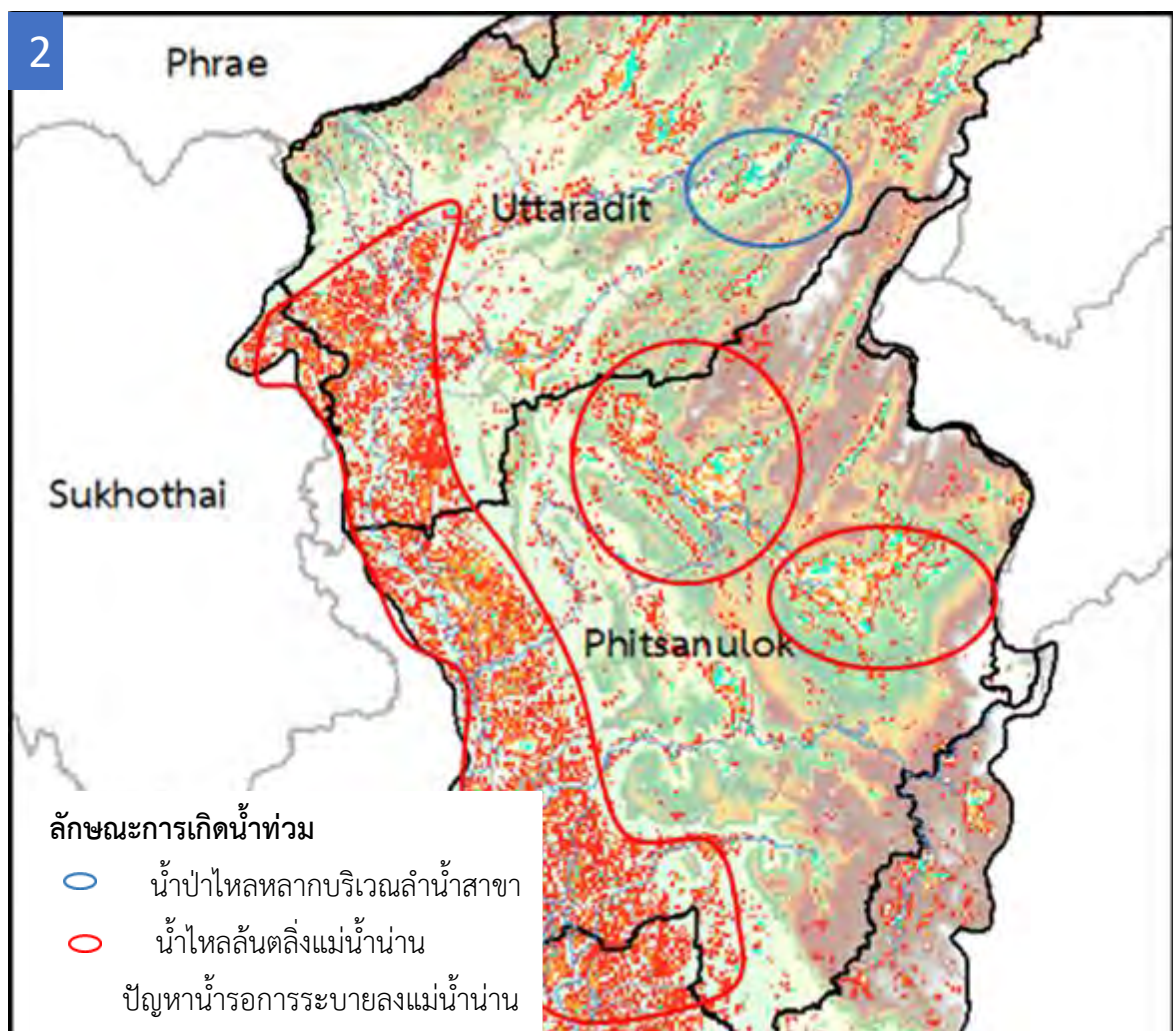 2
Phrae
Uttaradit
Sukhothai
Phitsanulok
ลักษณะการเกิดน้ำท่วม
น้ำป่าไหลหลากบริเวณลำน้ำสาขา
น้ำไหลล้นตลิ่งแม่น้ำน่าน
ปัญหาน้ำรอการระบายลงแม่น้ำน่าน